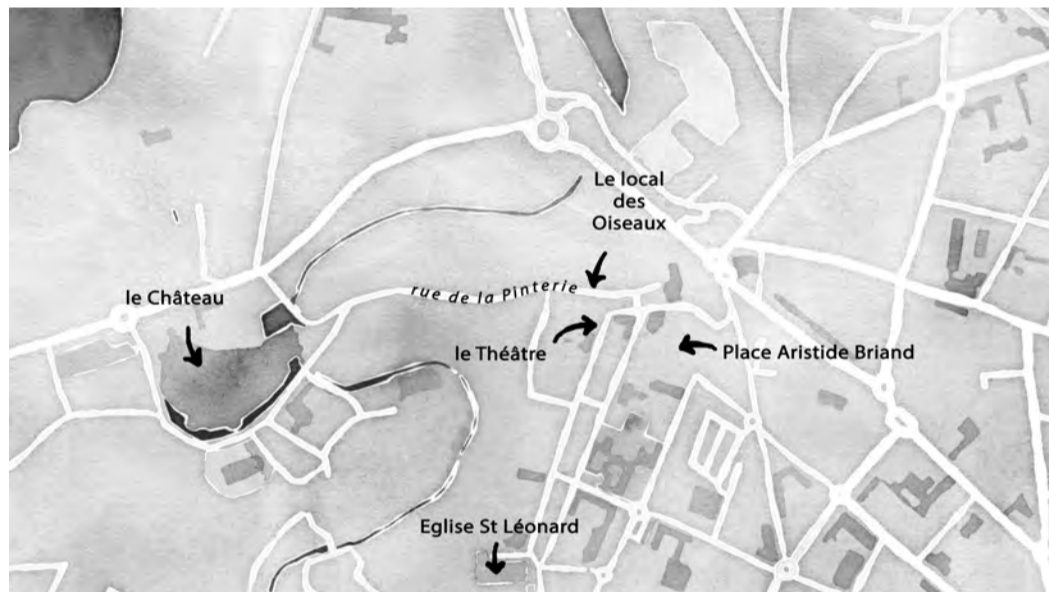 Le local
des
Oiseaux
le Château
rue de la Pinterie
le Théâtre
Place Aristide Briand
Eglise St Léonard